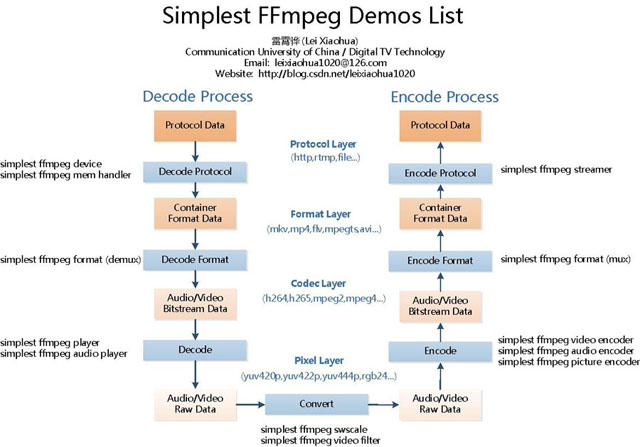 Simplest FFmpeg Demos List
雷霄骅 (Lei Xiaohua)
Communication University of China / Digital TV Technology
Email: leixiaohua1020@126.com
Website: http://blog.csdn.net/leixiaohua1020
Decode Process
Encode Process
Protocol Data
Protocol Data
Protocol Layer
(http,rtmp,file...)
simplest ffmpeg device
simplest ffmpeg mem handler
Decode Protocol
Encode Protocol
simplest ffmpeg streamer
Container
Format Data
Format Layer
(mkv,mp4,flv,mpegts,avi...)
Container
Format Data
simplest ffmpeg format (demux)
Decode Format
Encode Format
simplest ffmpeg format (mux)
Codec Layer
(h264,h265,mpeg2,mpeg4...)
Audio/Video
Bitstream Data
Audio/Video
Bitstream Data
simplest ffmpeg player
simplest ffmpeg audio player
Decode
Encode
simplest ffmpeg video encoder
simplest ffmpeg audio encoder
simplest ffmpeg picture encoder
Pixel Layer
(yuv420p,yuv422p,yuv444p,rgb24...)
Audio/Video
Raw Data
Convert
Audio/Video
Raw Data
simplest ffmpeg swscale
simplest ffmpeg video filter